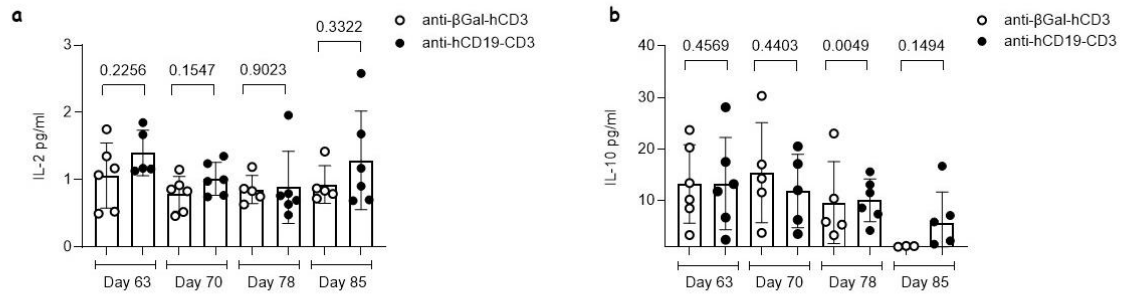 a
anti-βGal-hCD3
anti-hCD19-CD3
IL-2 pg/ml
3
2
1
0
0.2256
0.1547
0.9023
0.3322
Day 63
Day 70
Day 78
Day 85
b
anti-βGal-hCD3
anti-hCD19-CD3
IL-10 pg/ml
40
30
20
10
0.4569
0.4403
0.0049
0.1494
Day 63
Day 70
Day 78
Day 85